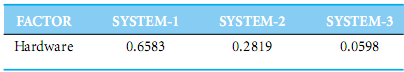 FACTOR SYSTEM-1 SYSTEM-2 SYSTEM-3
Hardware 0.6583 0.2819 0.0598